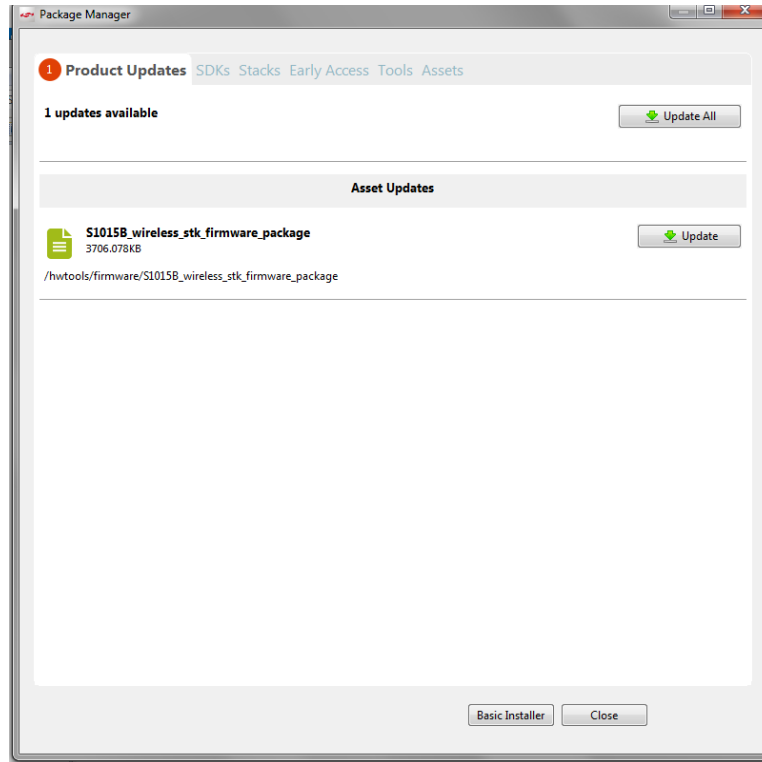 Package Manager
1 Product Updates SDKs Stacks Early Access Tools Assets
1 updates available
Update All
Asset Updates
S1015B_wireless_stk_firmware_package
3706.078KB
Update
/hwtools/firmware/S1015B_wireless_stk_firmware_package
Basic Installer Close